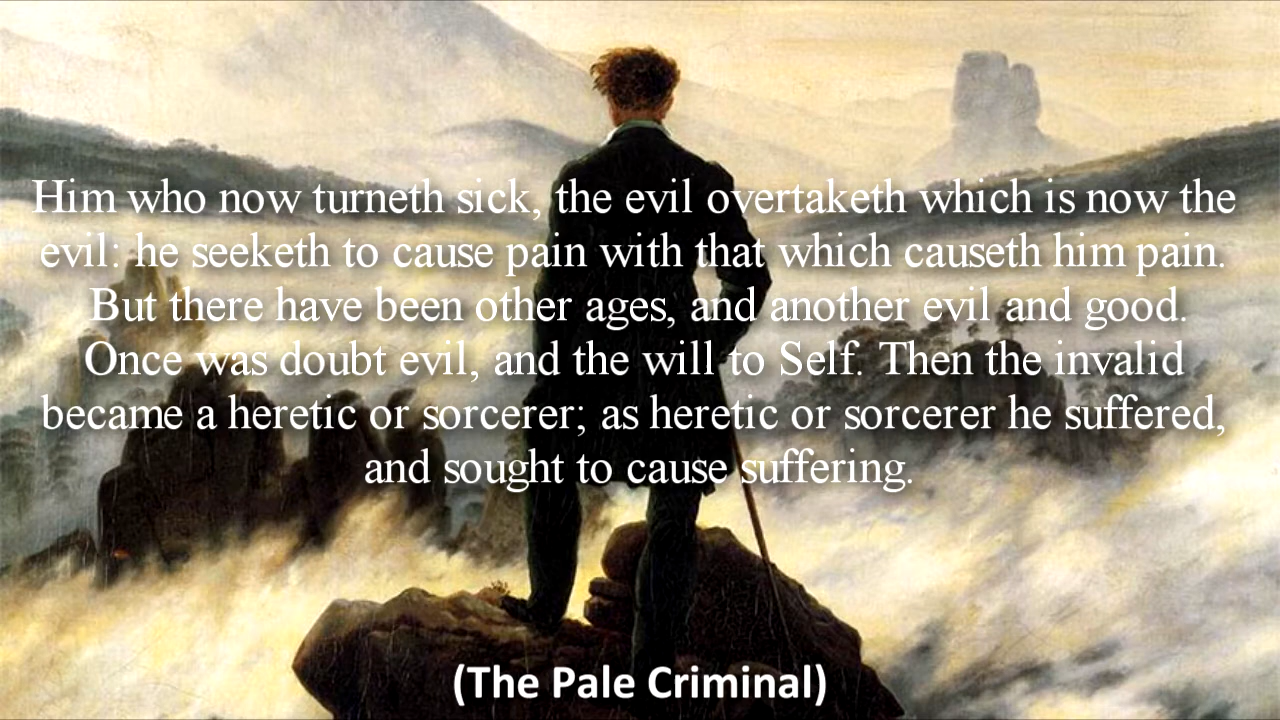 Him who now turneth sick, the evil overtaketh which is now the
evil: he seeketh to cause pain with that which causeth him pain.
But there have been other ages, and another evil and good.
Once was doubt evil, and the will to Self. Then the invalid
became a heretic or sorcerer; as heretic or sorcerer he suffered,
and sought to cause suffering.
(The Pale Criminal)